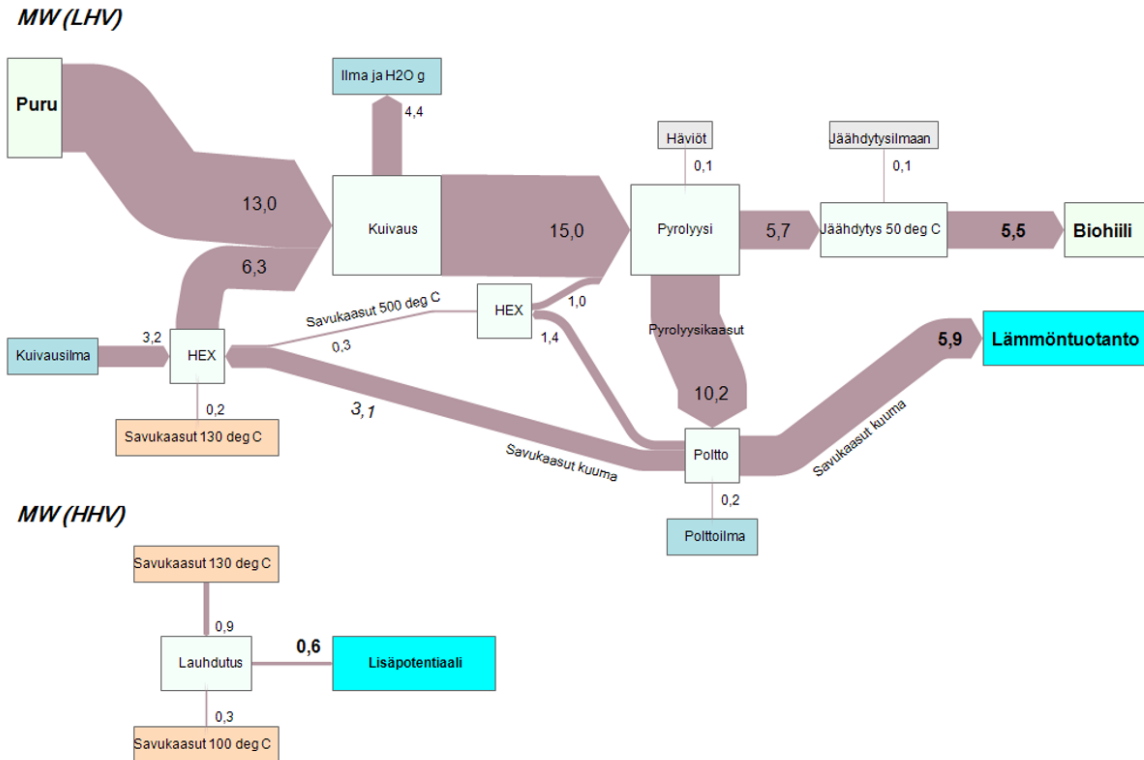 MW (LHV)
Puru
Ilma ja H2O g
4,4
Häviöt
0,1
Jäähdytysilmaan
0,1
13,0
Kuivaus
15,0
Pyrolyysi
5,7
Jäähdytys 50 deg C
5,5
Biohiili
6,3
Savukaasut 500 deg C
0,3
HEX
1,0
1,4
Pyrolyysikaasut
10,2
5,9
Lämmöntuotanto
Kuivausilma
3,2
HEX
0,2
Savukaasut 130 deg C
3,1
Savukaasut kuuma
Poltto
Savukaasut kuuma
0,2
Polttoilma
MW (HHV)
Savukaasut 130 deg C
0,9
Lauhdutus
0,6
Lisäpotentiaali
0,3
Savukaasut 100 deg C